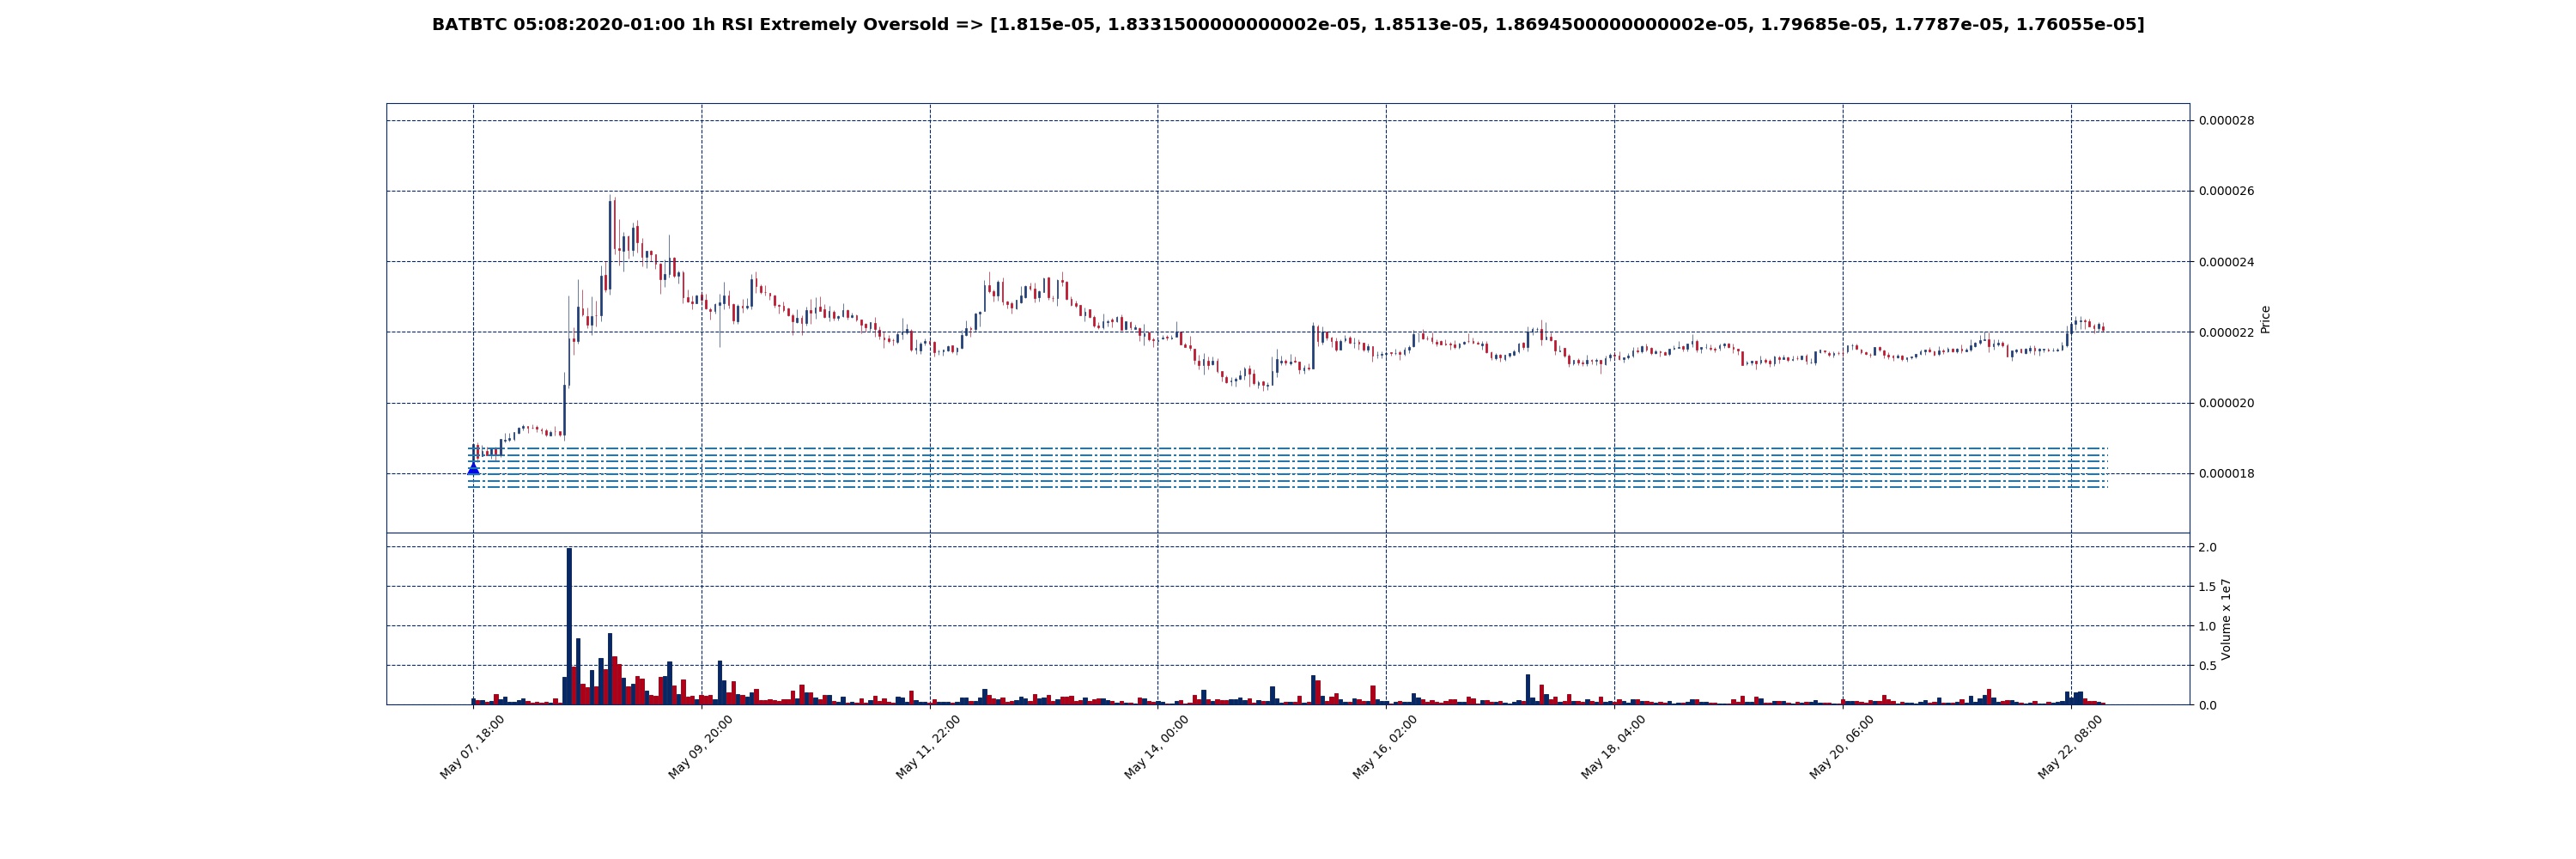 BATBTC 05:08:2020-01:00 1h RSI Extremely Oversold => [1.815e-05, 1.8331500000000002e-05, 1.8513e-05, 1.8694500000000002e-05, 1.79685e-05, 1.7787e-05, 1.76055e-05]
0.000028
0.000026
0.000024
0.000022
0.000020
0.000018
Price
2.0
1.5
1.0
0.5
0.0
Volume x 1e7
May 07, 18:00
May 09, 20:00
May 11, 22:00
May 14, 00:00
May 16, 02:00
May 18, 04:00
May 20, 06:00
May 22, 08:00